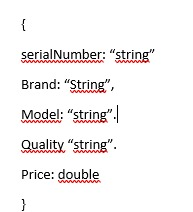 {
serialNumber: “string”
Brand: “String”,
Model: “string”.
Quality “string”.
Price: double
}